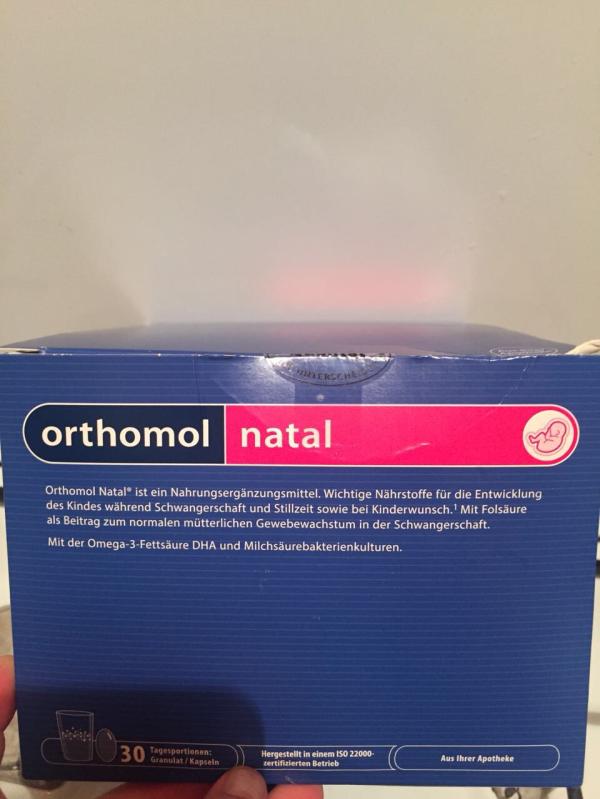 orthomol natal
Orthomol Natal® ist ein Nahrungsergänzungsmittel. Wichtige Nährstoffe für die Entwicklung
des Kindes während Schwangerschaft und Stillzeit sowie bei Kinderwunsch.¹ Mit Folsäure
als Beitrag zum normalen mütterlichen Gewebewachstum in der Schwangerschaft.
Mit der Omega-3-Fettsäure DHA und Milchsäurebakterienkulturen.
30 Tagesportionen:
Granulat / Kapseln
Hergestellt in einem ISO 22000-
zertifizierten Betrieb
Aus Ihrer Apotheke